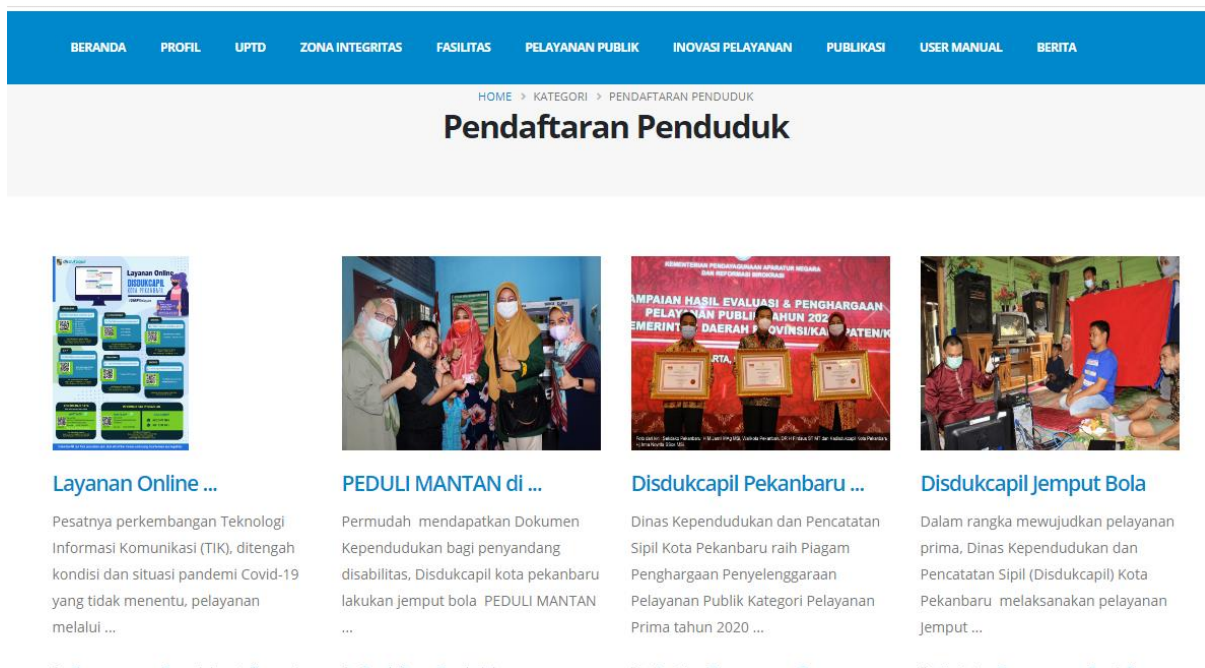 BERANDA PROFIL UPTD ZONA INTEGRITAS FASILITAS PELAYANAN PUBLIK INOVASI PELAYANAN PUBLIKASI USER MANUAL BERITA
HOME > KATEGORI > PENDAFTARAN PENDUDUK
Pendaftaran Penduduk
Layanan Online
DISDUKCAPIL
KOTA PEKANBARU
KEMENTERIAN PENDAYAGUNAAN APARATUR NEGARA
DAN REFORMASI BIROKRASI
AMPAIAN HASIL EVALUASI & PENGHARGAAN
PELAYANAN PUBLIK TAHUN 202
Layanan Online ...
Pesatnya perkembangan Teknologi
Informasi Komunikasi (TIK), ditengah
kondisi dan situasi pandemi Covid-19
yang tidak menentu, pelayanan
melalui ...
PEDULI MANTAN di ...
Permudah mendapatkan Dokumen
Kependudukan bagi penyandang
disabilitas, Disdukcapil kota pekanbaru
lakukan jemput bola PEDULI MANTAN
...
Disdukcapil Pekanbaru ...
Dinas Kependudukan dan Pencatatan
Sipil Kota Pekanbaru raih Piagam
Penghargaan Penyelenggaraan
Pelayanan Publik Kategori Pelayanan
Prima tahun 2020 ...
Disdukcapil Jemput Bola
Dalam rangka mewujudkan pelayanan
prima, Dinas Kependudukan dan
Pencatatan Sipil (Disdukcapil) Kota
Pekanbaru melaksanakan pelayanan
Jemput ...